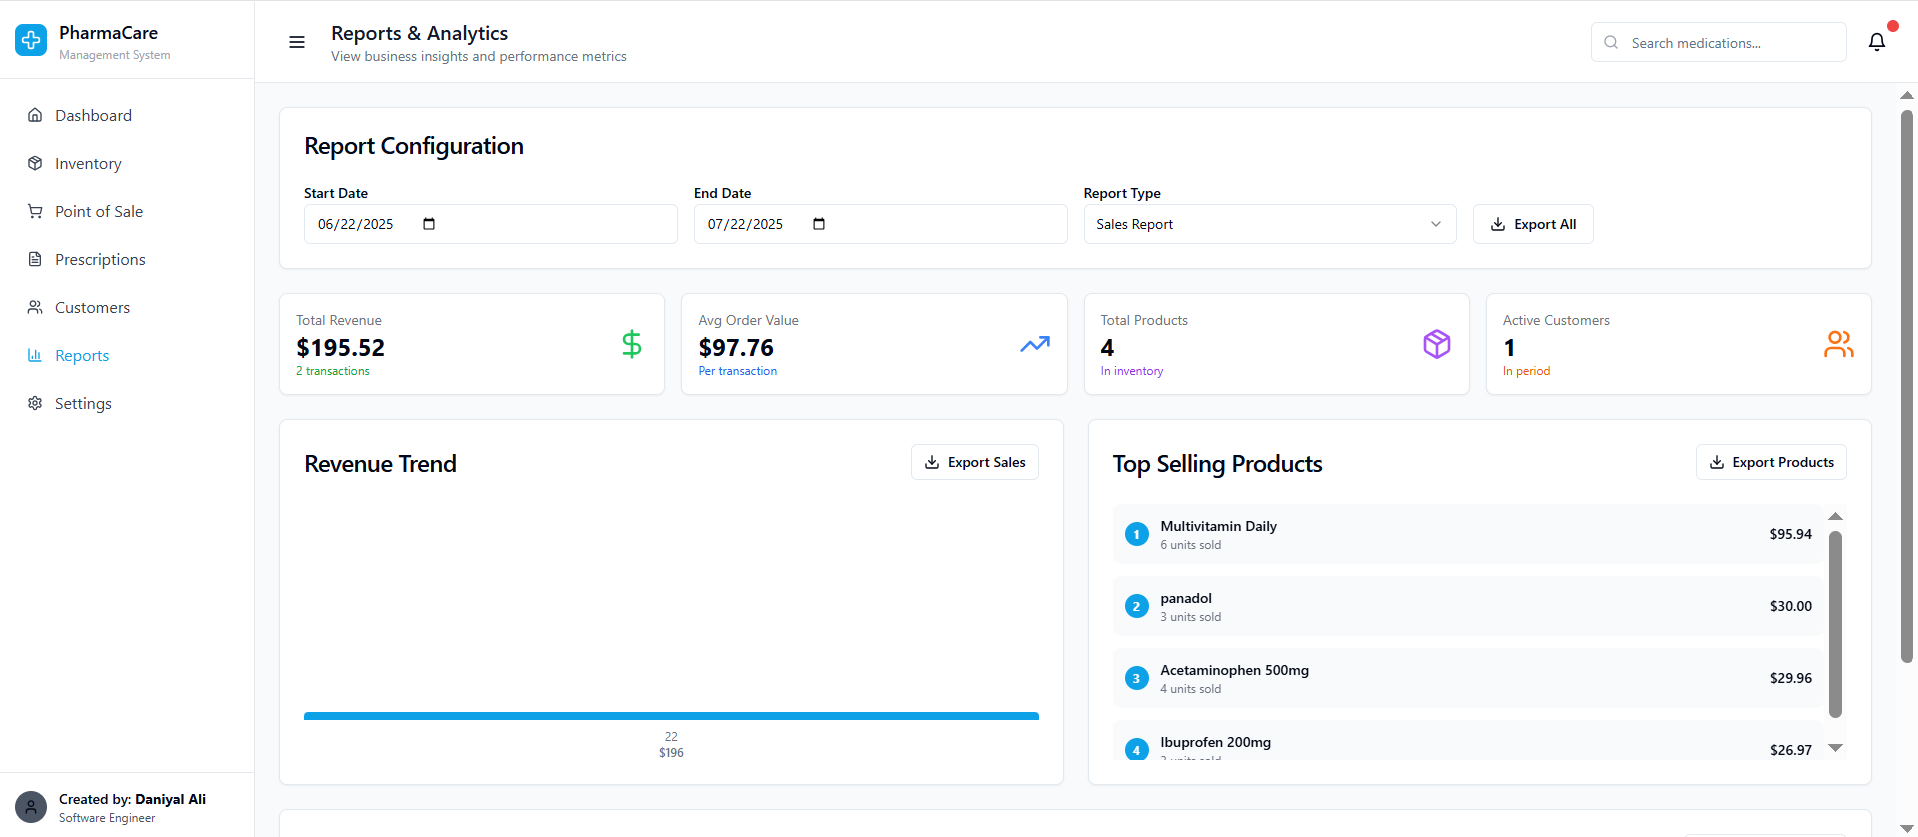 PharmaCare
Management System
Dashboard
Inventory
Point of Sale
Prescriptions
Customers
Reports
Settings
Created by: Daniyal Ali
Software Engineer
Reports & Analytics
View business insights and performance metrics
Search medications...
Report Configuration
Start Date
06/22/2025
End Date
07/22/2025
Report Type
Sales Report
Export All
Total Revenue
$195.52
2 transactions
Avg Order Value
$97.76
Per transaction
Total Products
4
In inventory
Active Customers
1
In period
Revenue Trend
Export Sales
22
$196
Top Selling Products
Export Products
1
Multivitamin Daily
6 units sold
$95.94
2
panadol
3 units sold
$30.00
3
Acetaminophen 500mg
4 units sold
$29.96
4
Ibuprofen 200mg
units sold
$26.97